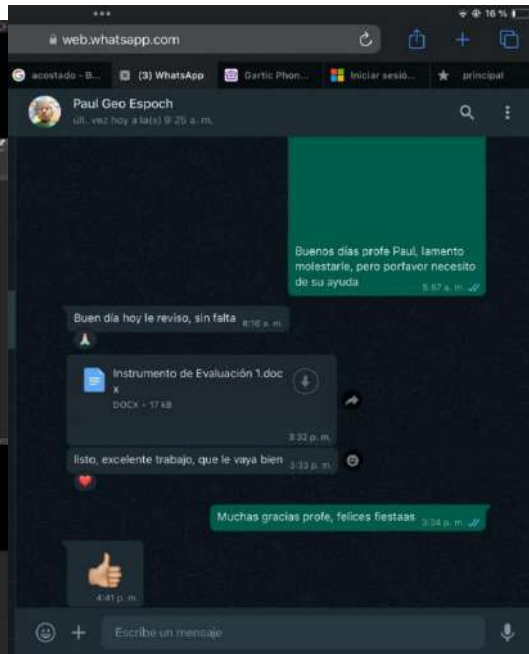 16 %
web.whatsapp.com
acostado - B...
(3) WhatsApp
Gartic Phon...
Iniciar sesió...
principal
Paul Geo Espoch
últ. vez hoy a la(s) 9:25 a. m.
Buenos días profe Paul, lamento
molestarle, pero porfavor necesito
de su ayuda
a. m.
Buen día hoy le reviso, sin falta
8:16 a. m.
Instrumento de Evaluación 1.doc
x
DOCX • 17 kB
3:32 p. m.
listo, excelente trabajo, que le vaya bien
3:33 p. m.
Muchas gracias profe, felices fiestaas
3:34 p. m.
4:41 p. m.
Escribe un mensaje